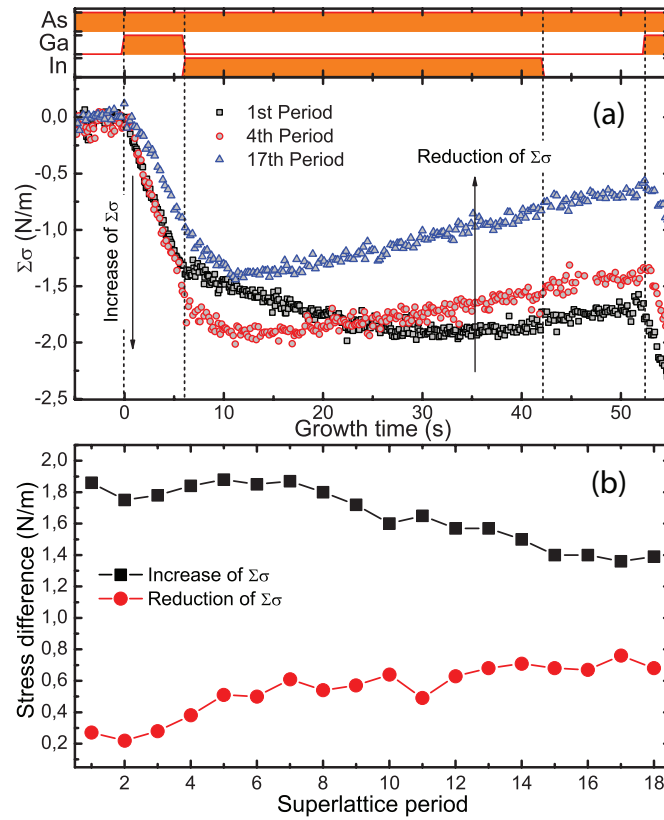 As
Ga
In
(a)
1st Period
4th Period
17th Period
Reduction of Σσ
Increase of Σσ
Σσ (N/m)
0,0
-0,5
-1,0
-1,5
-2,0
-2,5
0 10 20 30 40 50
Growth time (s)
(b)
Increase of Σσ
Reduction of Σσ
Stress difference (N/m)
2,0
1,8
1,6
1,4
1,2
1,0
0,8
0,6
0,4
0,2
2 4 6 8 10 12 14 16 18
Superlattice period